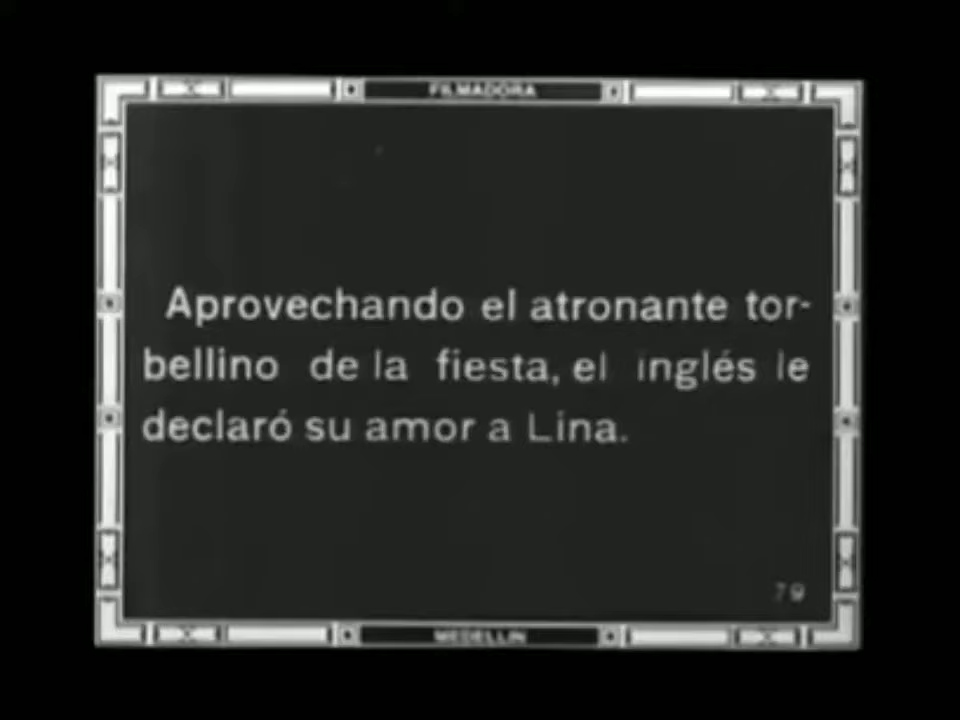 FILMADORA
Aprovechando el atronante tor-
bellino de la fiesta, el inglés le
declaró su amor a Lina.
79
MEDELLIN